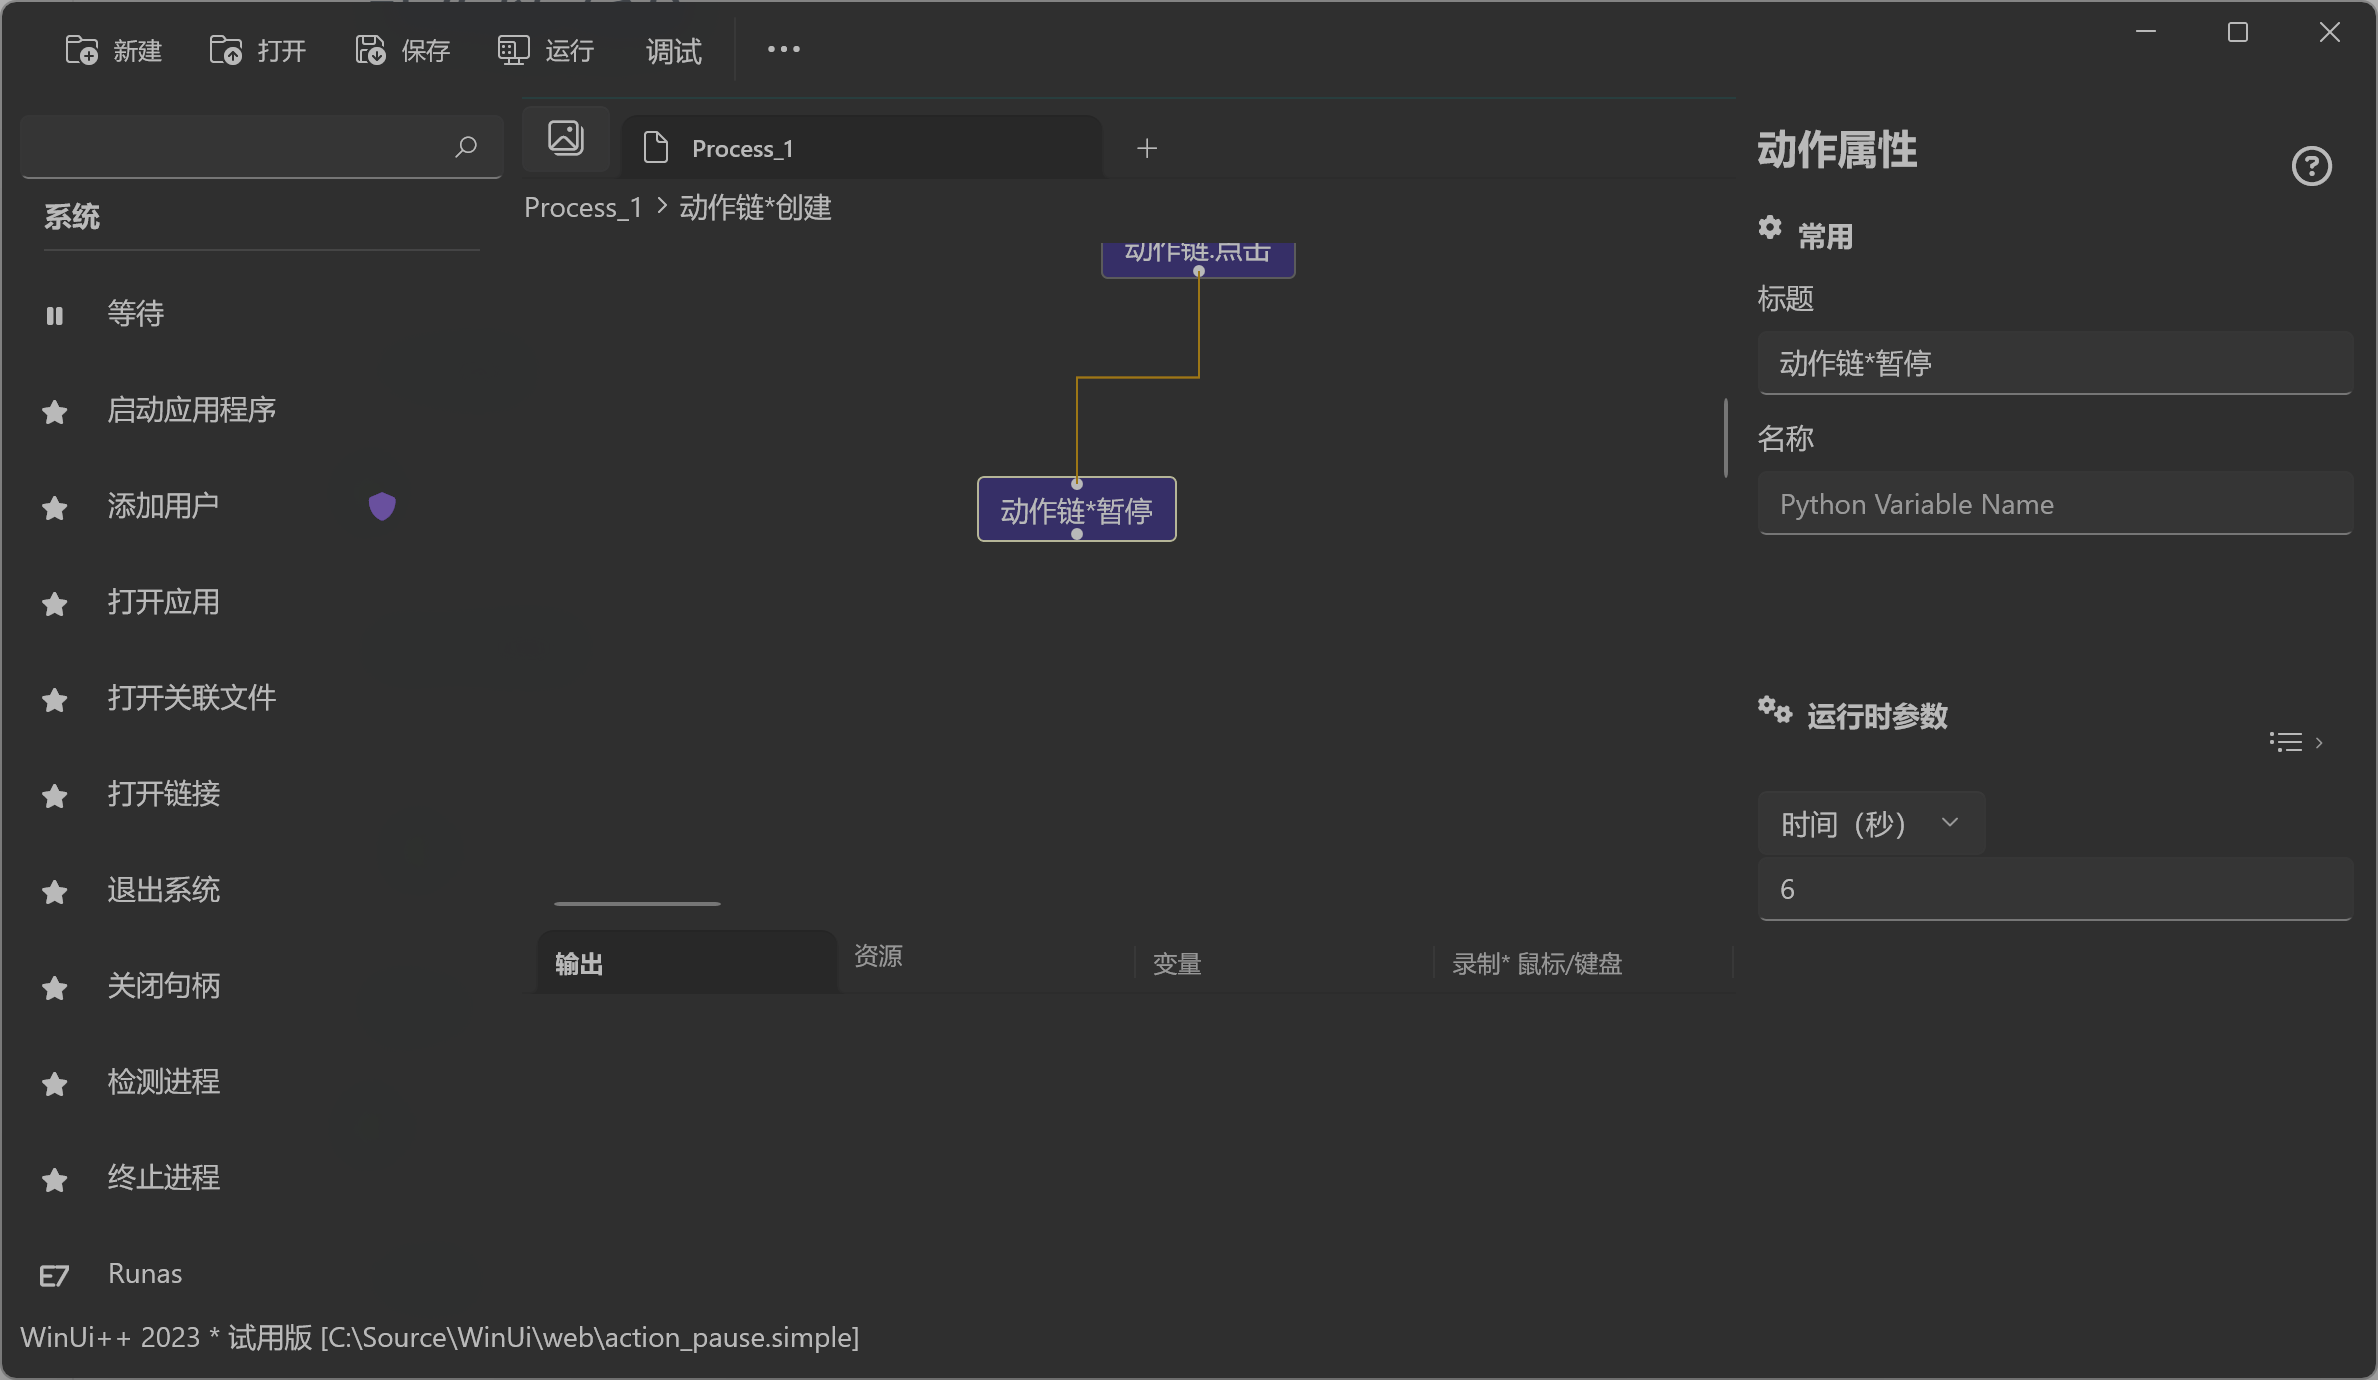 新建 打开 保存 运行 调试
系统
等待
启动应用程序
添加用户
打开应用
打开关联文件
打开链接
退出系统
关闭句柄
检测进程
终止进程
Runas
Process_1
Process_1 > 动作链*创建
动作链.点击
动作链*暂停
输出 资源 变量 录制* 鼠标/键盘
动作属性
常用
标题
动作链*暂停
名称
Python Variable Name
运行时参数
时间（秒）
6
WinUi++ 2023 * 试用版 [C:\Source\WinUi\web\action_pause.simple]